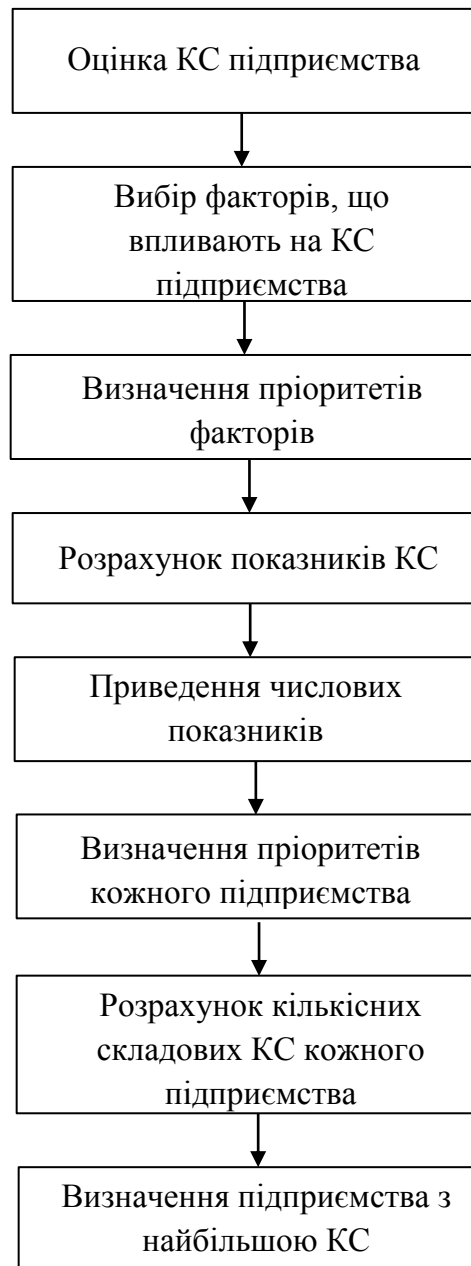 Оцінка КС підприємства
Вибір факторів, що
впливають на КС
підприємства
Визначення пріоритетів
факторів
Розрахунок показників КС
Приведення числових
показників
Визначення пріоритетів
кожного підприємства
Розрахунок кількісних
складових КС кожного
підприємства
Визначення підприємства з
найбільшою КС